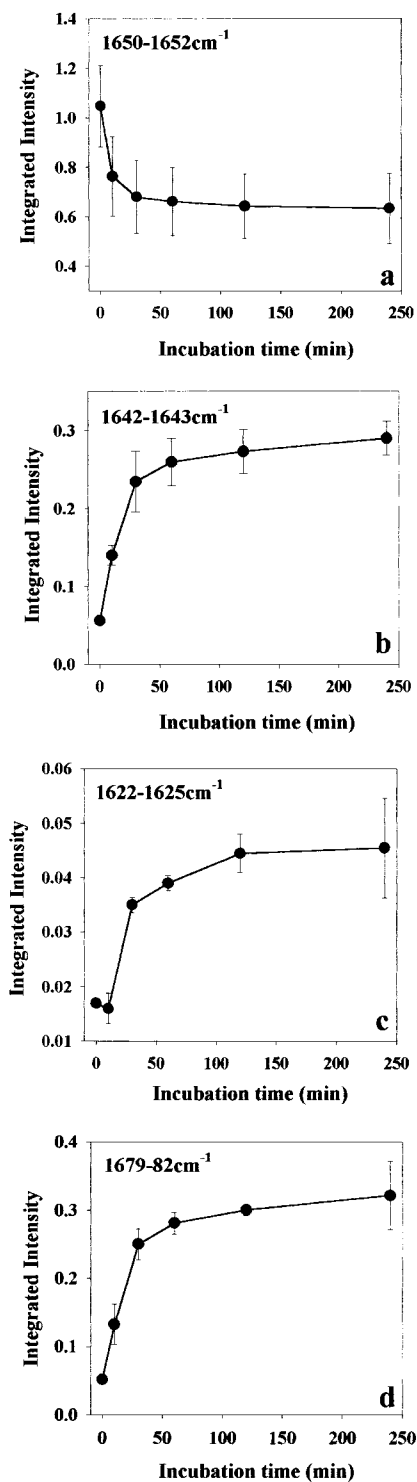 1650-1652cm⁻¹
Integrated Intensity
1.4
1.2
1.0
0.8
0.6
0.4
0 50 100 150 200 250
a
Incubation time (min)
1642-1643cm⁻¹
Integrated Intensity
0.3
0.2
0.1
0.0
0 50 100 150 200 250
b
Incubation time (min)
1622-1625cm⁻¹
Integrated Intensity
0.06
0.05
0.04
0.03
0.02
0.01
0 50 100 150 200 250
c
Incubation time (min)
1679-82cm⁻¹
Integrated Intensity
0.4
0.3
0.2
0.1
0.0
0 50 100 150 200 250
d
Incubation time (min)